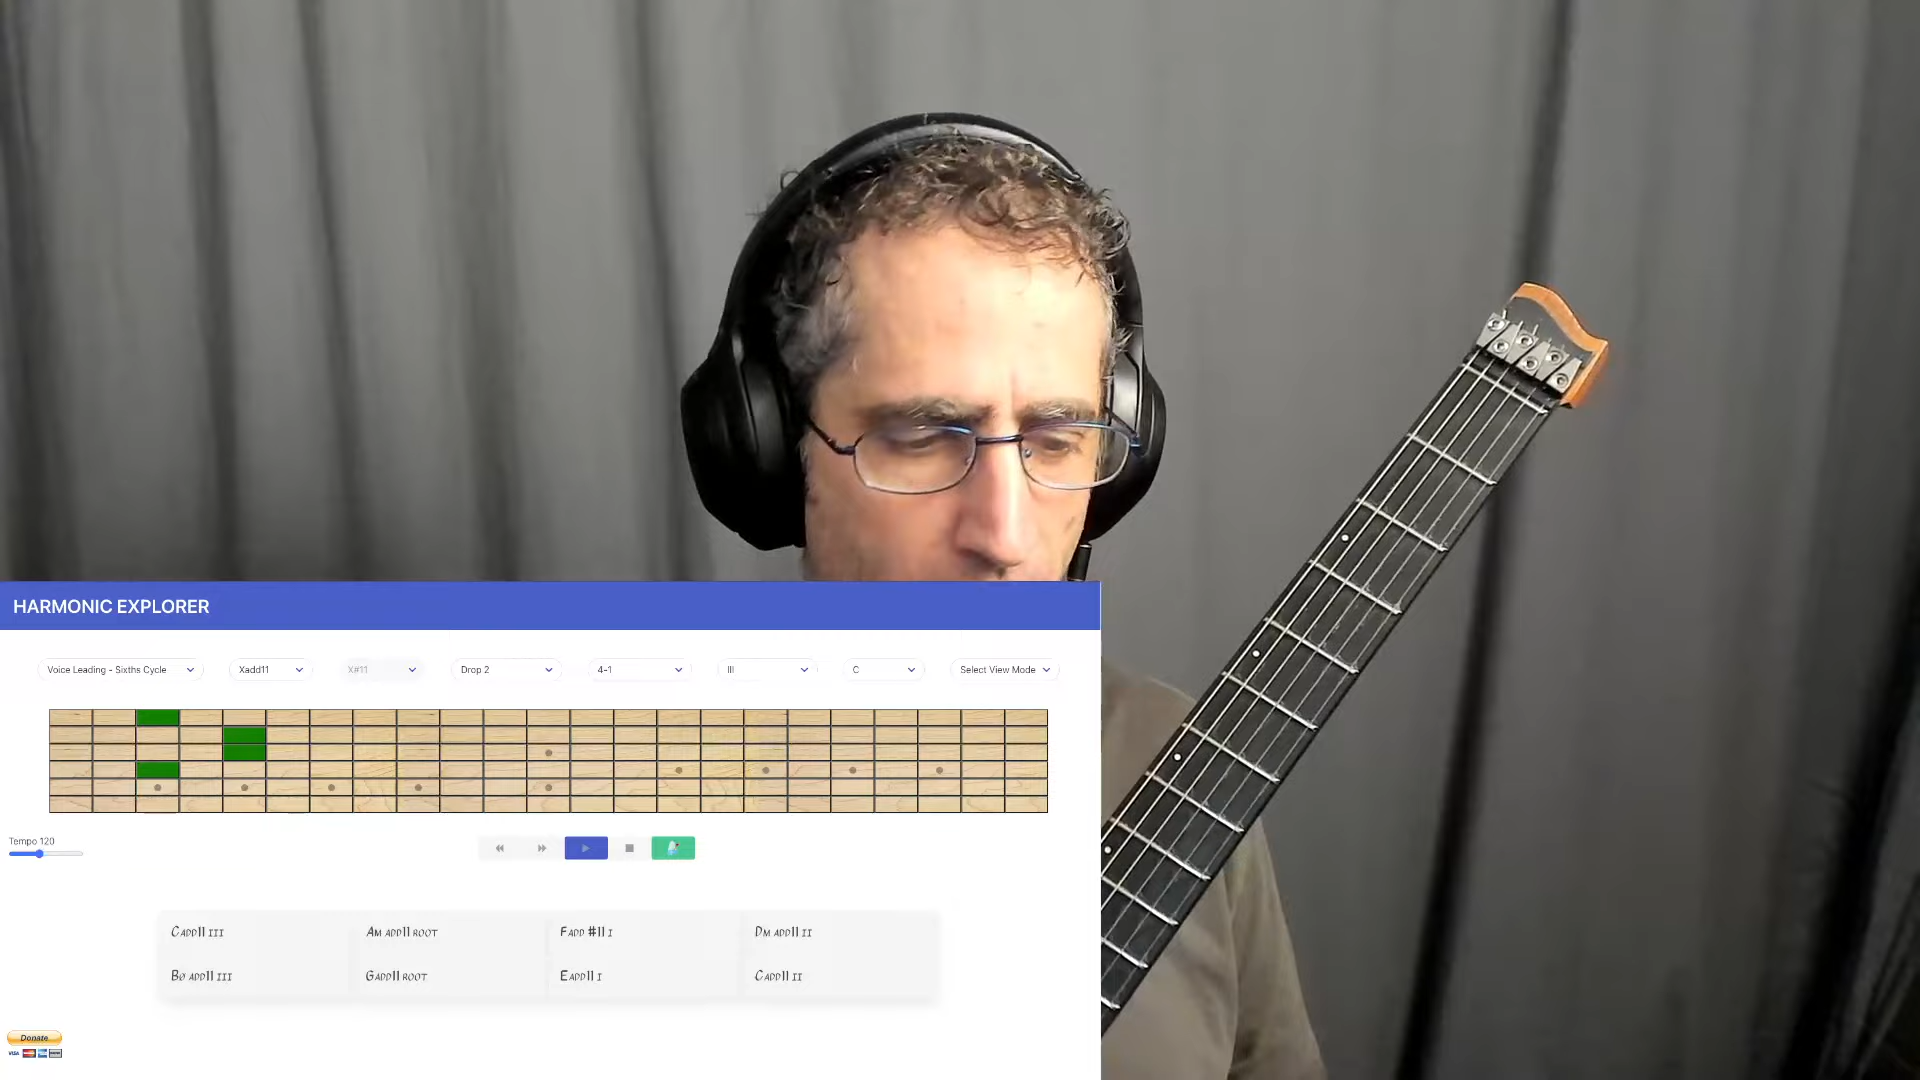 HARMONIC EXPLORER
Voice Leading - Sixths Cycle Xadd11 X#11 Drop 2 4-1 III C Select View Mode
Tempo 120
Cadd11 III Am add11 root Fadd #11 I Dm add11 II
Bø add11 III Gadd11 root Eadd11 I Cadd11 II
Donate
VISA